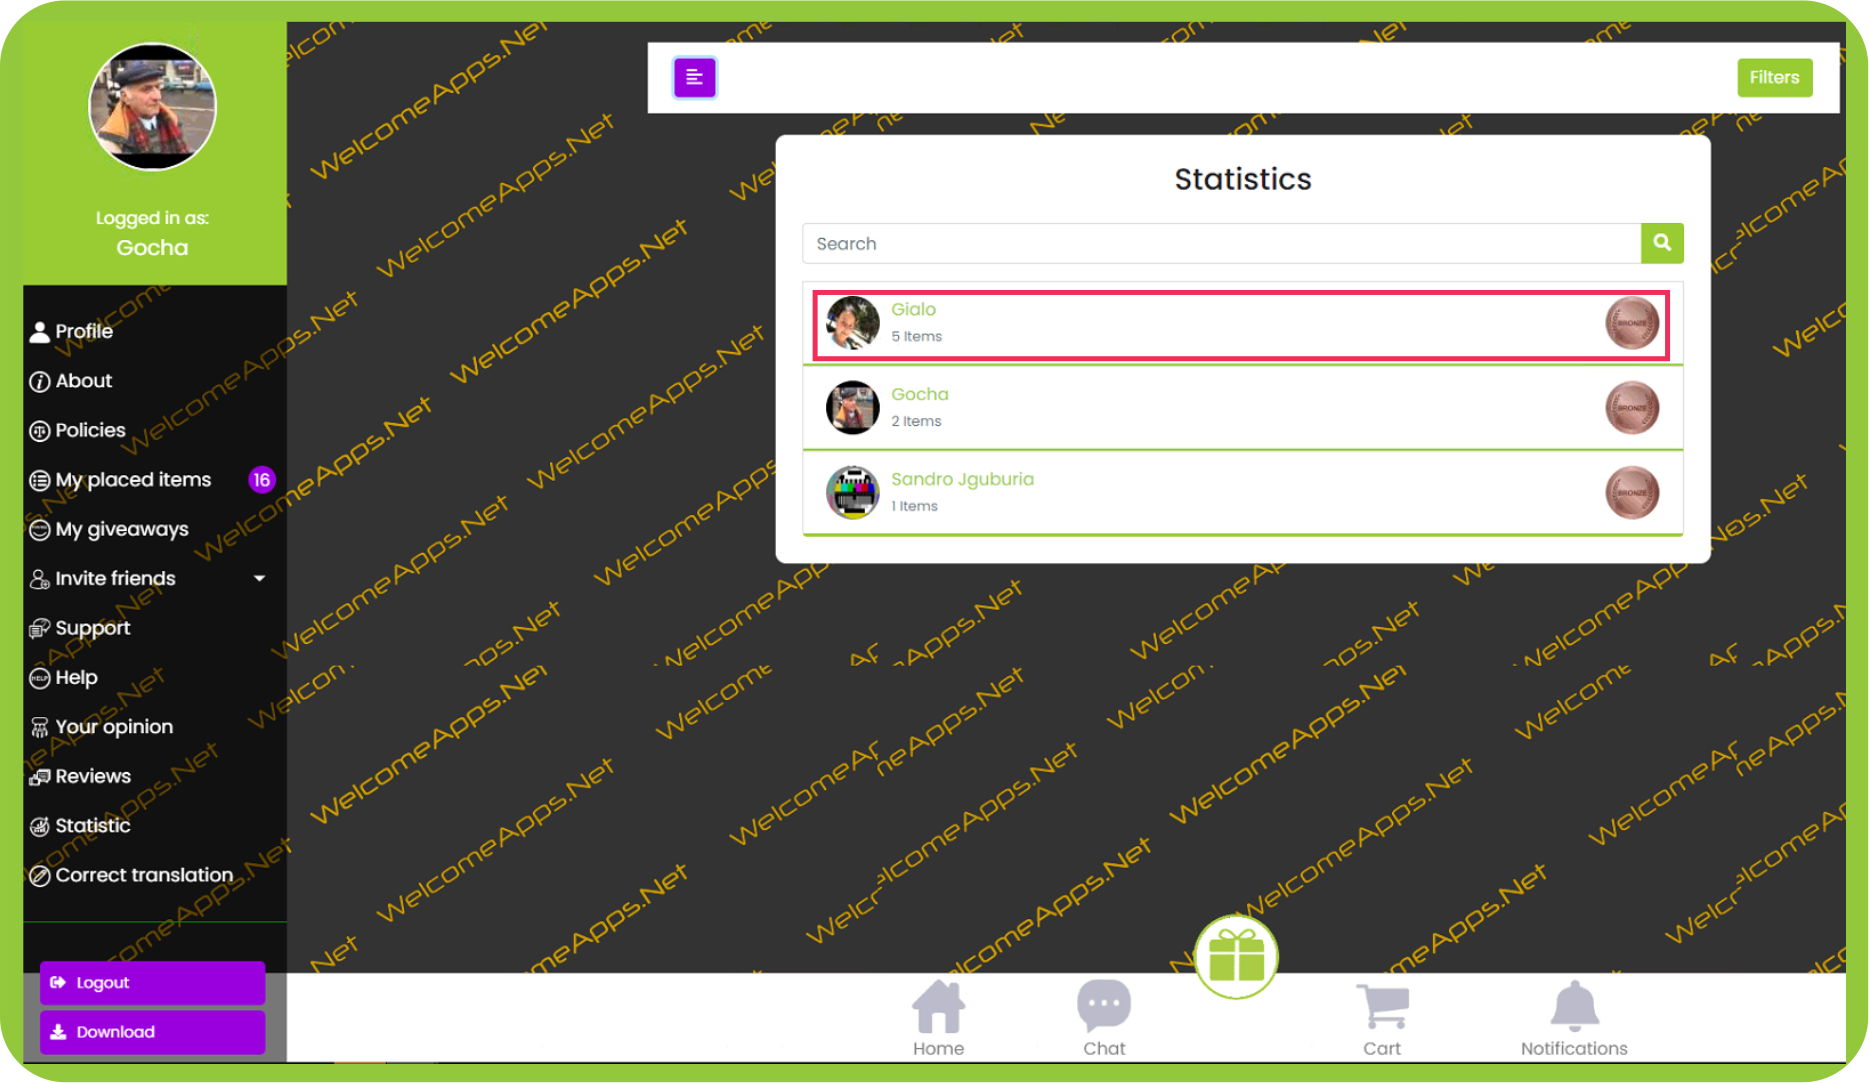 Logged in as:
Gocha
Profile
About
Policies
My placed items 16
My giveaways
Invite friends
Support
HELP Help
Your opinion
Reviews
Statistic
Correct translation
Logout
Download
Filters
Statistics
Search
Gialo
5 Items
BRONZE
Gocha
2 Items
BRONZE
Sandro Jguburia
1 Items
BRONZE
Home
Chat
Cart
Notifications
WelcomeApps.Net